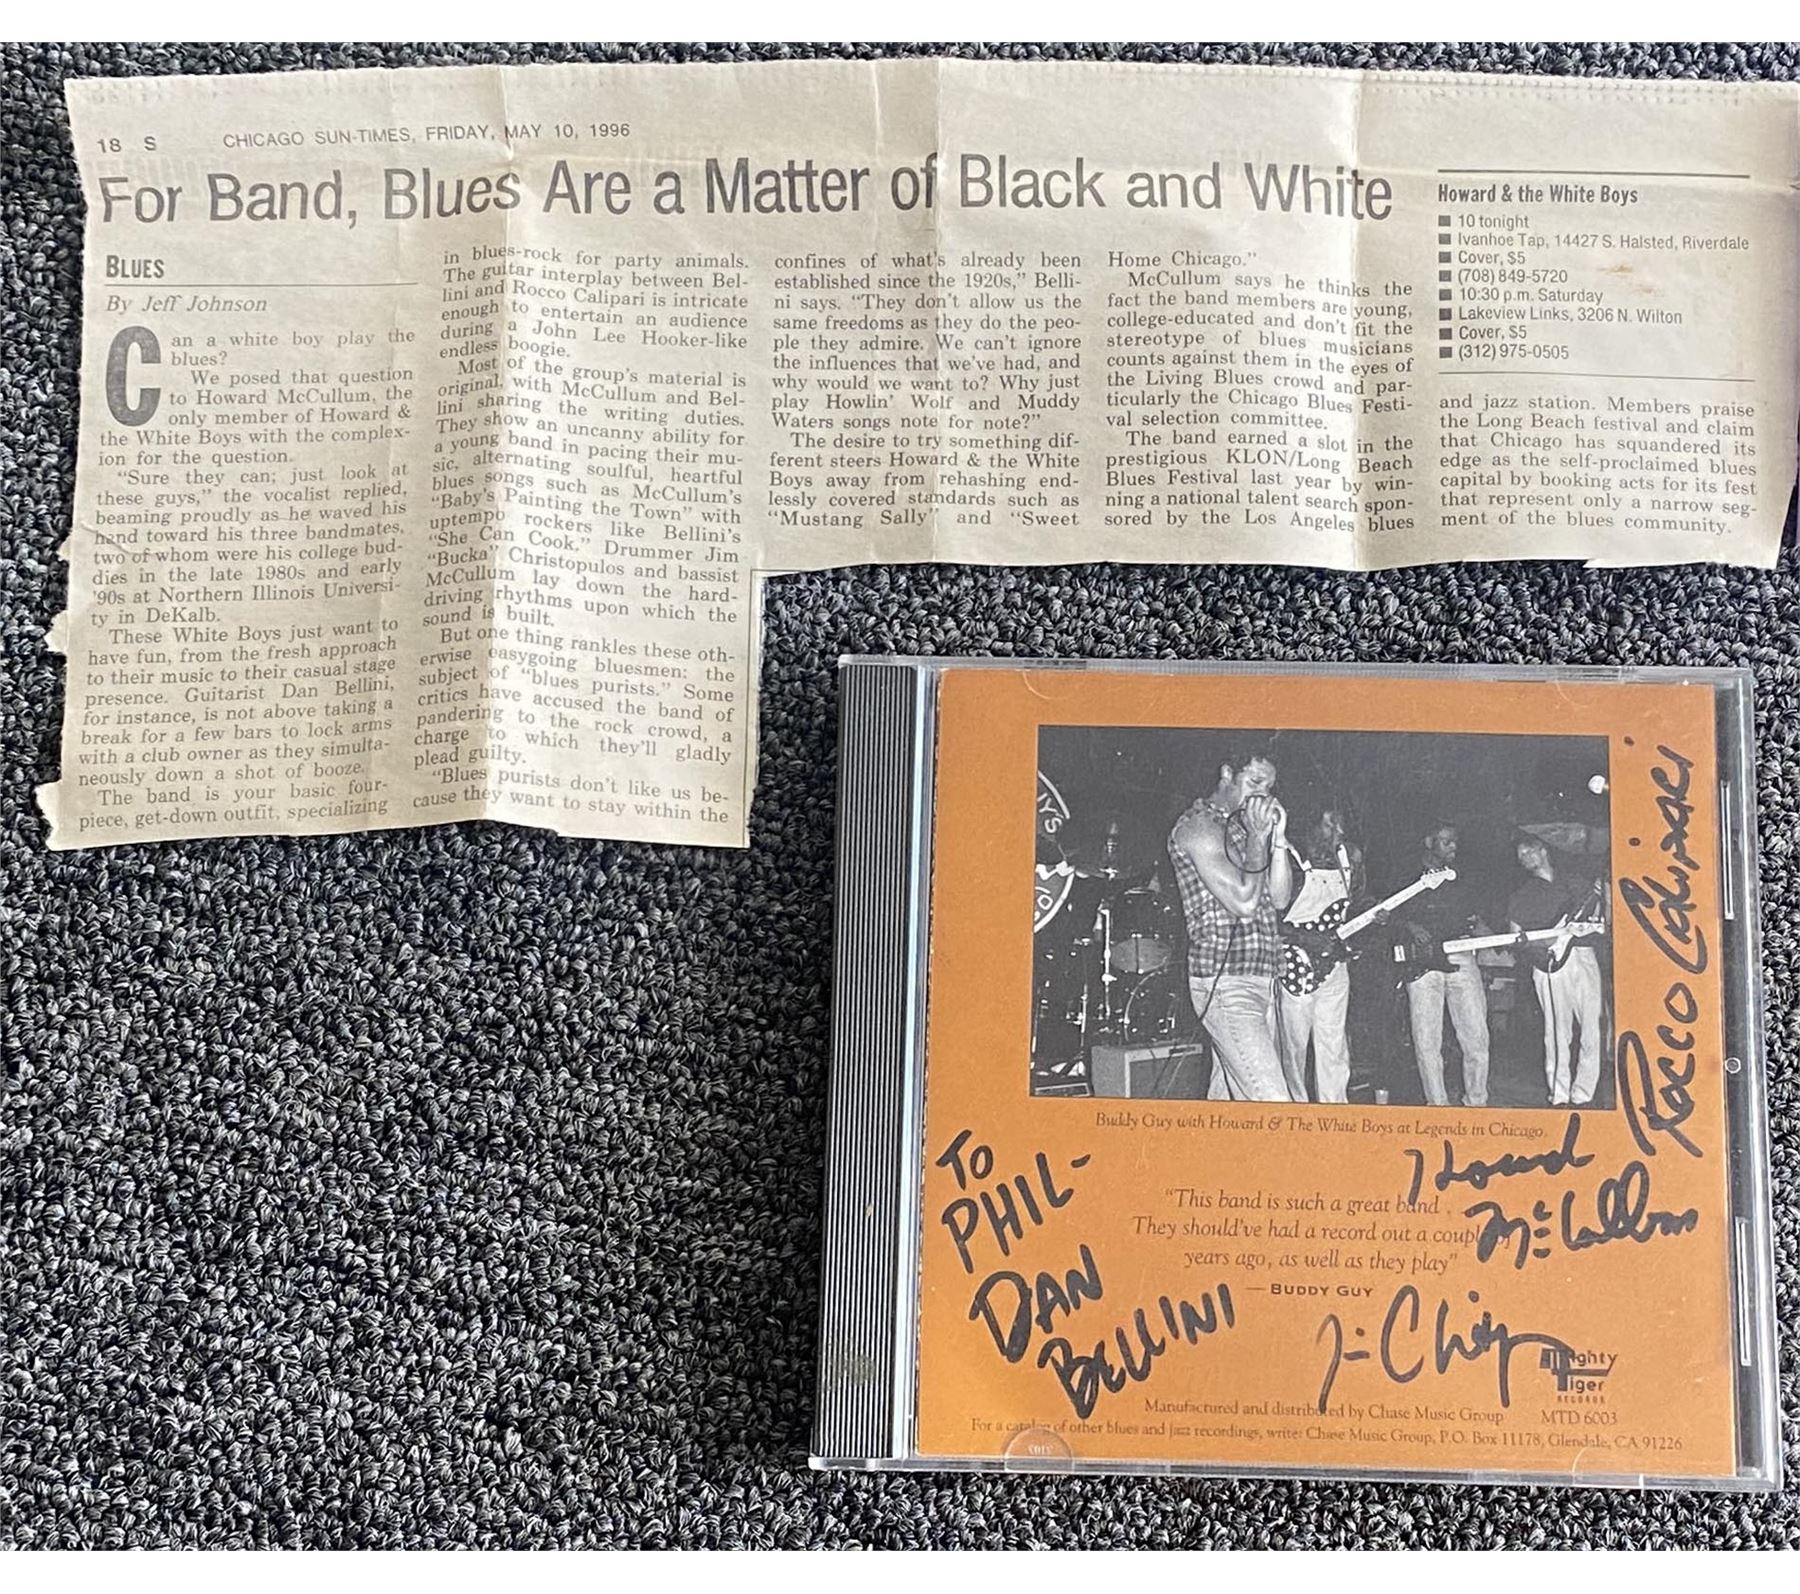 18 S CHICAGO SUN-TIMES, FRIDAY, MAY 10, 1996
For Band, Blues Are a Matter of Black and White
BLUES
By Jeff Johnson
Can a white boy play the
blues?
We posed that question
to Howard McCullum, the
only member of Howard &
the White Boys with the complex-
ion for the question.
“Sure they can; just look at
these guys,” the vocalist replied,
beaming proudly as he waved his
hand toward his three bandmates,
two of whom were his college bud-
dies in the late 1980s and early
’90s at Northern Illinois Universi-
ty in DeKalb.
These White Boys just want to
have fun, from the fresh approach
to their music to their casual stage
presence. Guitarist Dan Bellini,
for instance, is not above taking a
break for a few bars to lock arms
with a club owner as they simulta-
neously down a shot of booze.
The band is your basic four-
piece, get-down outfit, specializing
in blues-rock for party animals.
The guitar interplay between Bel-
lini and Rocco Calipari is intricate
enough to entertain an audience
during a John Lee Hooker-like
endless boogie.
Most of the group’s material is
original, with McCullum and Bel-
lini sharing the writing duties.
They show an uncanny ability for
a young band in pacing their mu-
sic, alternating soulful, heartful
blues songs such as McCullum’s
“Baby’s Painting the Town” with
uptempo rockers like Bellini’s
“She Can Cook.” Drummer Jim
“Bucka” Christopulos and bassist
McCullum lay down the hard-
driving rhythms upon which the
sound is built.
But one thing rankles these oth-
erwise easygoing bluesmen: the
subject of “blues purists.” Some
critics have accused the band of
pandering to the rock crowd, a
charge to which they’ll gladly
plead guilty.
“Blues purists don’t like us be-
cause they want to stay within the
confines of what’s already been
established since the 1920s,” Belli-
ni says. “They don’t allow us the
same freedoms as they do the peo-
ple they admire. We can’t ignore
the influences that we’ve had, and
why would we want to? Why just
play Howlin’ Wolf and Muddy
Waters songs note for note?”
The desire to try something dif-
ferent steers Howard & the White
Boys away from rehashing end-
lessly covered standards such as
“Mustang Sally” and “Sweet
Home Chicago.”
McCullum says he thinks the
fact the band members are young,
college-educated and don’t fit the
stereotype of blues musicians
counts against them in the eyes of
the Living Blues crowd and par-
ticularly the Chicago Blues Festi-
val selection committee.
The band earned a slot in the
prestigious KLON/Long Beach
Blues Festival last year by win-
ning a national talent search spon-
sored by the Los Angeles blues
Howard & the White Boys
■ 10 tonight
■ Ivanhoe Tap, 14427 S. Halsted, Riverdale
■ Cover, $5
■ (708) 849-5720
■ 10:30 p.m. Saturday
■ Lakeview Links, 3206 N. Wilton
■ Cover, $5
■ (312) 975-0505
and jazz station. Members praise
the Long Beach festival and claim
that Chicago has squandered its
edge as the self-proclaimed blues
capital by booking acts for its fest
that represent only a narrow seg-
ment of the blues community.
Buddy Guy with Howard & The White Boys at Legends in Chicago.
Rocco Calipari
TO
PHIL-
DAN
BELLINI
Howard
McCullum
“This band is such a great band .
They should’ve had a record out a couple
years ago, as well as they play”
— BUDDY GUY
Mighty
Tiger
RECORDS
Manufactured and distributed by Chase Music Group MTD 6003
For a catalog of other blues and jazz recordings, write: Chase Music Group, P.O. Box 11178, Glendale, CA 91226